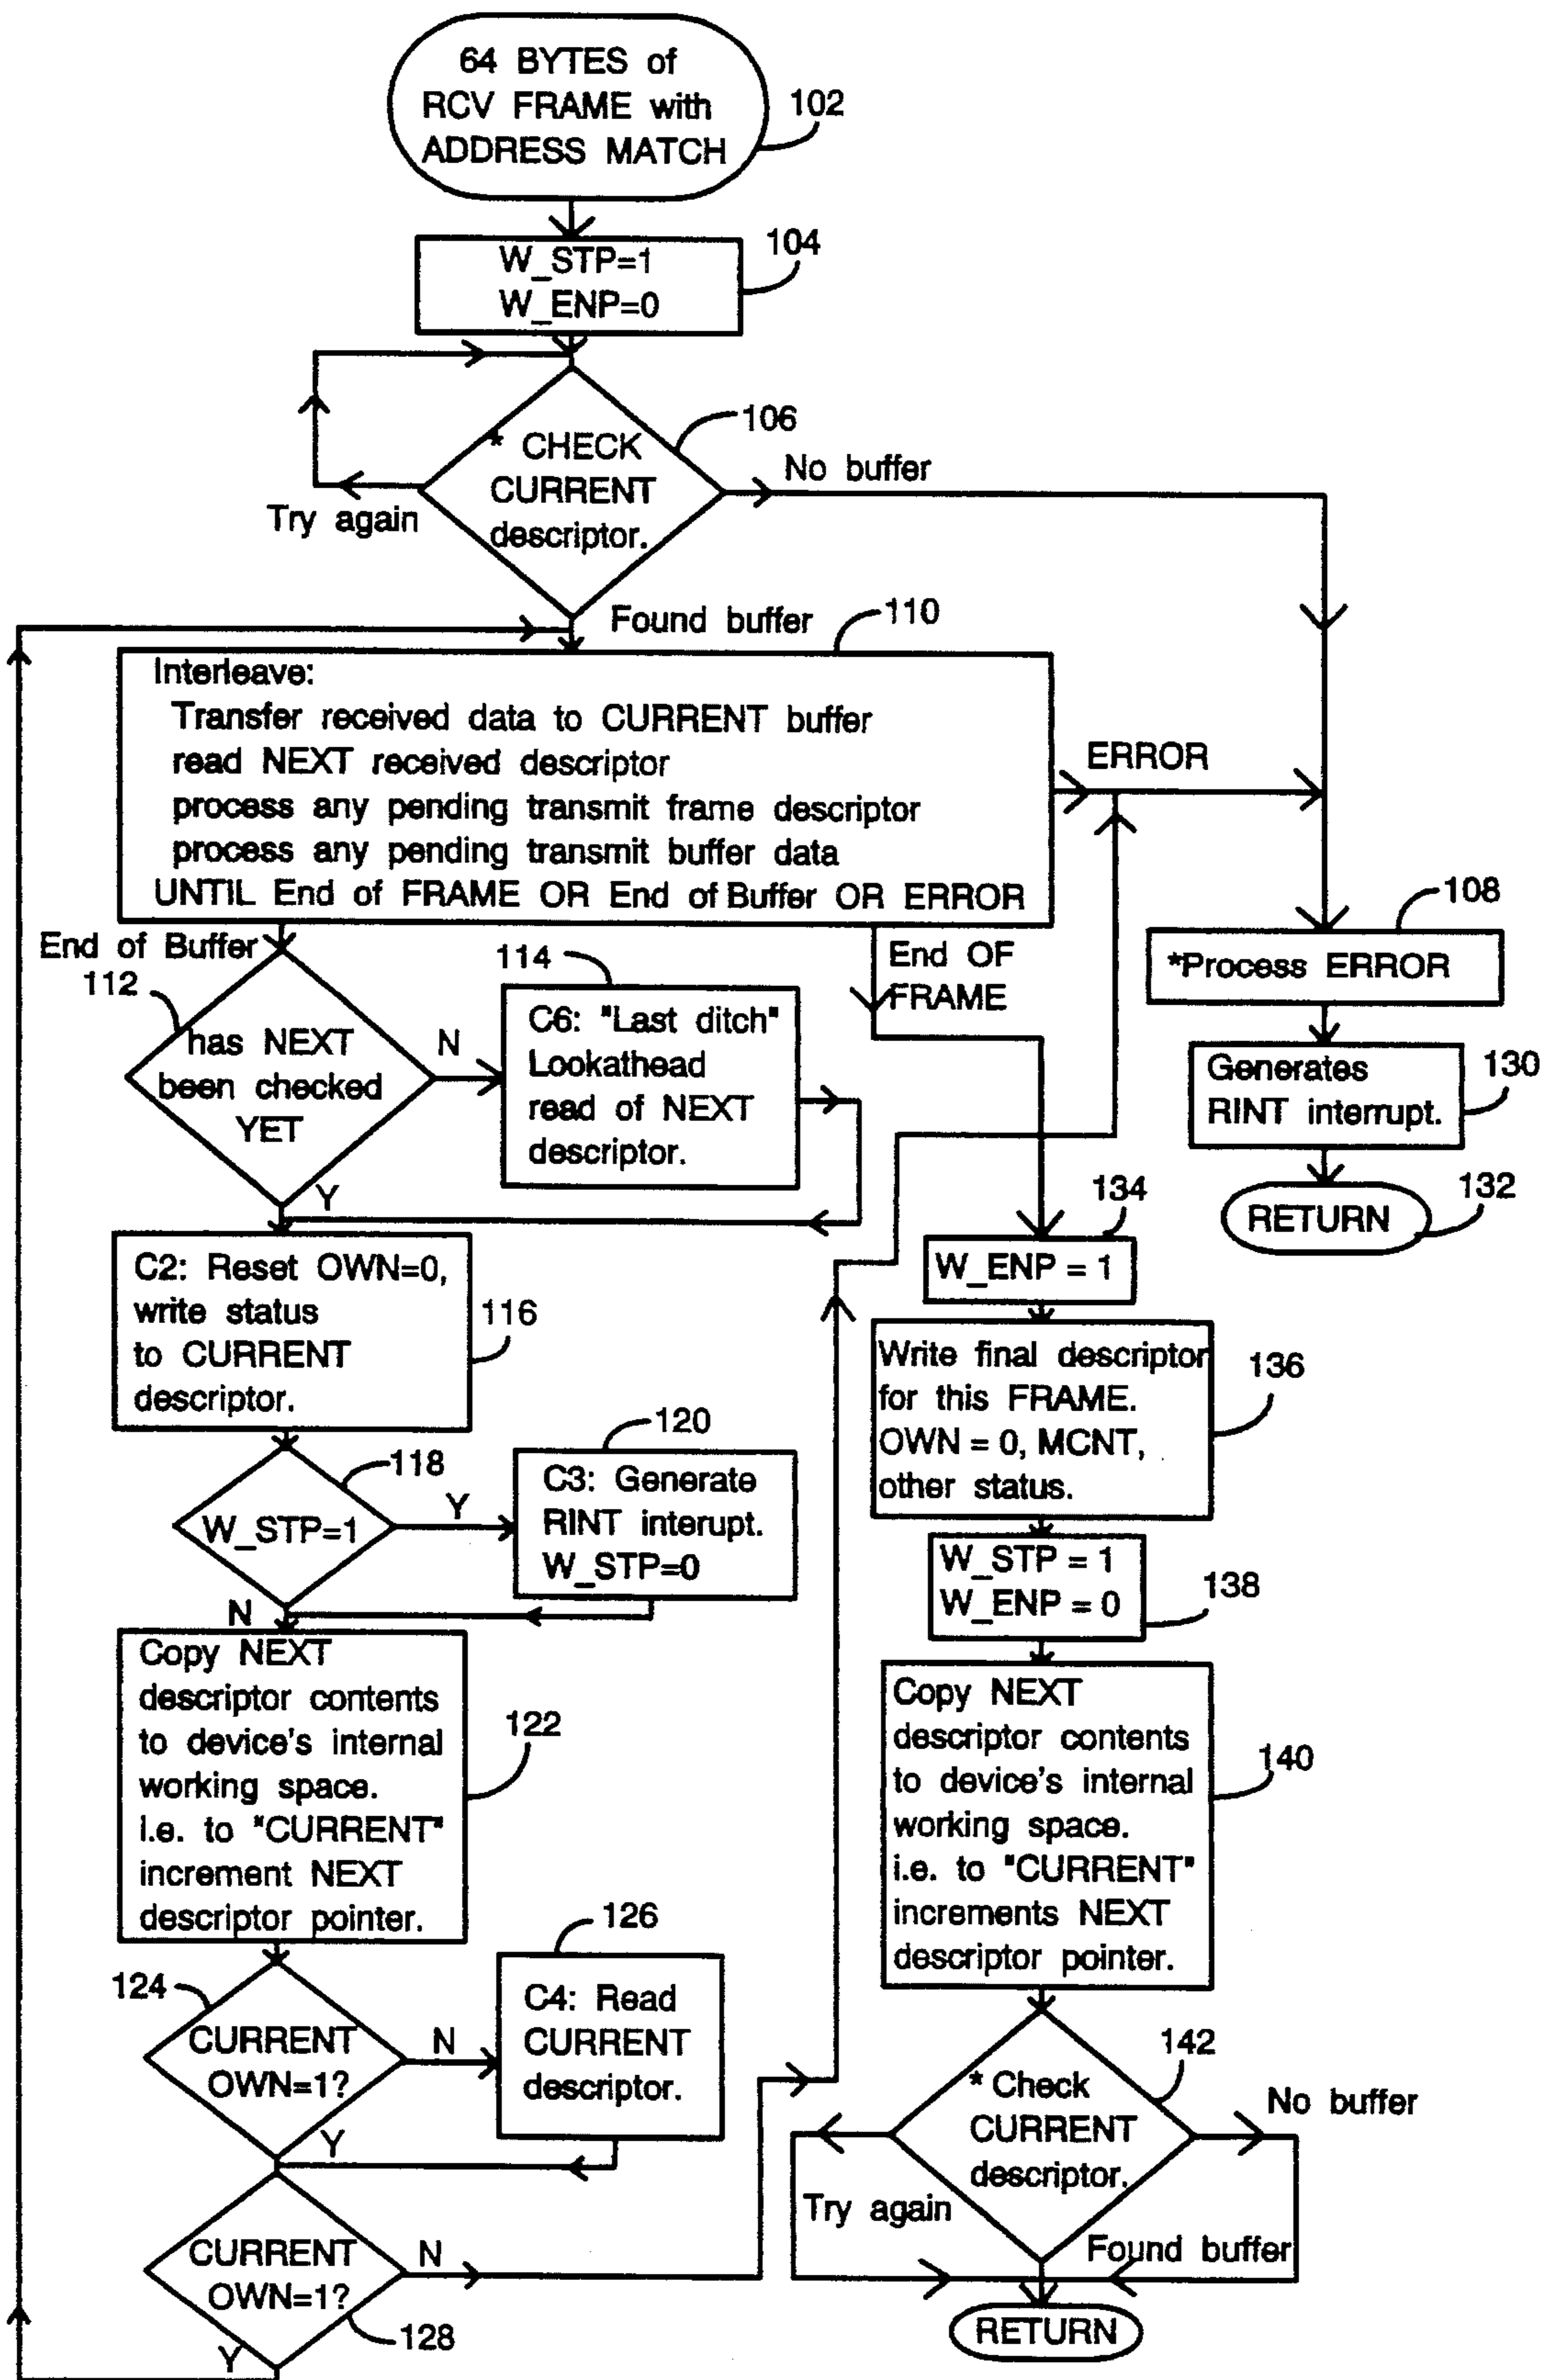 64 BYTES of
RCV FRAME with
ADDRESS MATCH
102
W_STP=1
W_ENP=0
104
* CHECK
CURRENT
descriptor.
106
No buffer
Try again
Found buffer
110
Interleave:
Transfer received data to CURRENT buffer
read NEXT received descriptor
process any pending transmit frame descriptor
process any pending transmit buffer data
UNTIL End of FRAME OR End of Buffer OR ERROR
ERROR
108
*Process ERROR
Generates
RINT interrupt.
130
RETURN
132
End of Buffer
112
has NEXT
been checked
YET
N
Y
114
C6: "Last ditch"
Lookathead
read of NEXT
descriptor.
End OF
FRAME
C2: Reset OWN=0,
write status
to CURRENT
descriptor.
116
118
W_STP=1
Y
N
120
C3: Generate
RINT interupt.
W_STP=0
Copy NEXT
descriptor contents
to device's internal
working space.
i.e. to "CURRENT"
increment NEXT
descriptor pointer.
122
124
CURRENT
OWN=1?
N
Y
126
C4: Read
CURRENT
descriptor.
CURRENT
OWN=1?
N
Y
128
134
W_ENP = 1
Write final descriptor
for this FRAME.
OWN = 0, MCNT,
other status.
136
W_STP = 1
W_ENP = 0
138
Copy NEXT
descriptor contents
to device's internal
working space.
i.e. to "CURRENT"
increments NEXT
descriptor pointer.
140
142
* Check
CURRENT
descriptor.
No buffer
Try again
Found buffer
RETURN